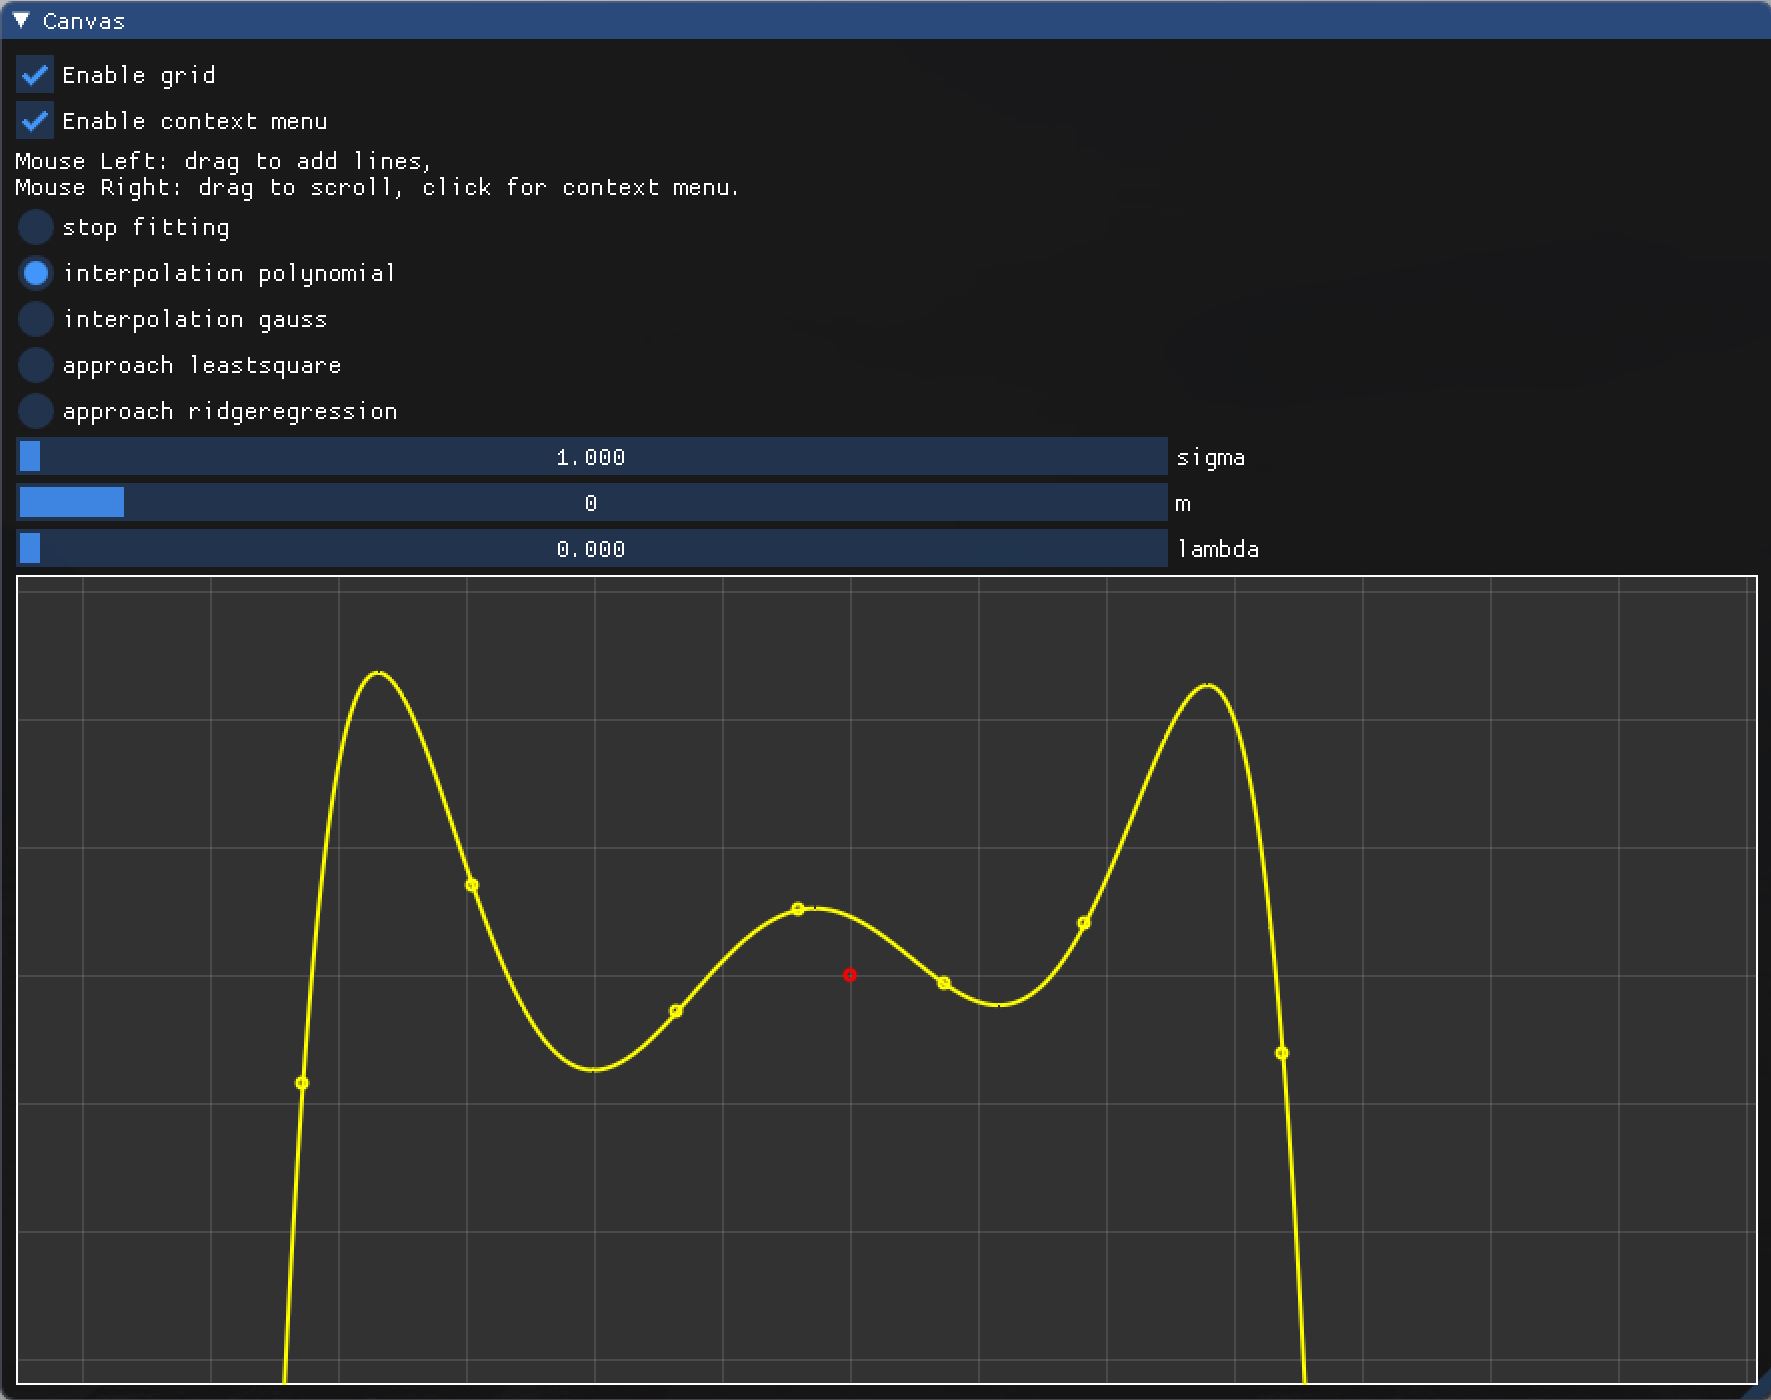 Canvas
Enable grid
Enable context menu
Mouse Left: drag to add lines,
Mouse Right: drag to scroll, click for context menu.
stop fitting
interpolation polynomial
interpolation gauss
approach leastsquare
approach ridgeregression
1.000 sigma
0 m
0.000 lambda